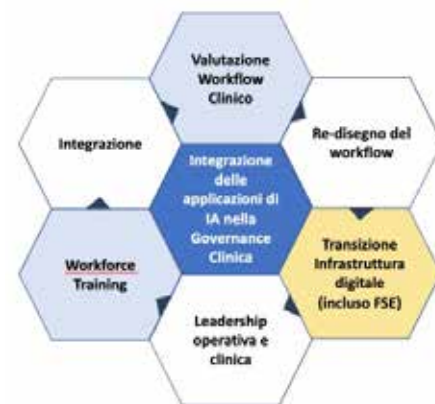 Valutazione
Workflow
Clinico
Integrazione
Re-disegno del
workflow
Integrazione
delle
applicazioni di
IA nella
Governance
Clinica
Workforce
Training
Transizione
Infrastruttura
digitale
(incluso FSE)
Leadership
operativa e
clinica